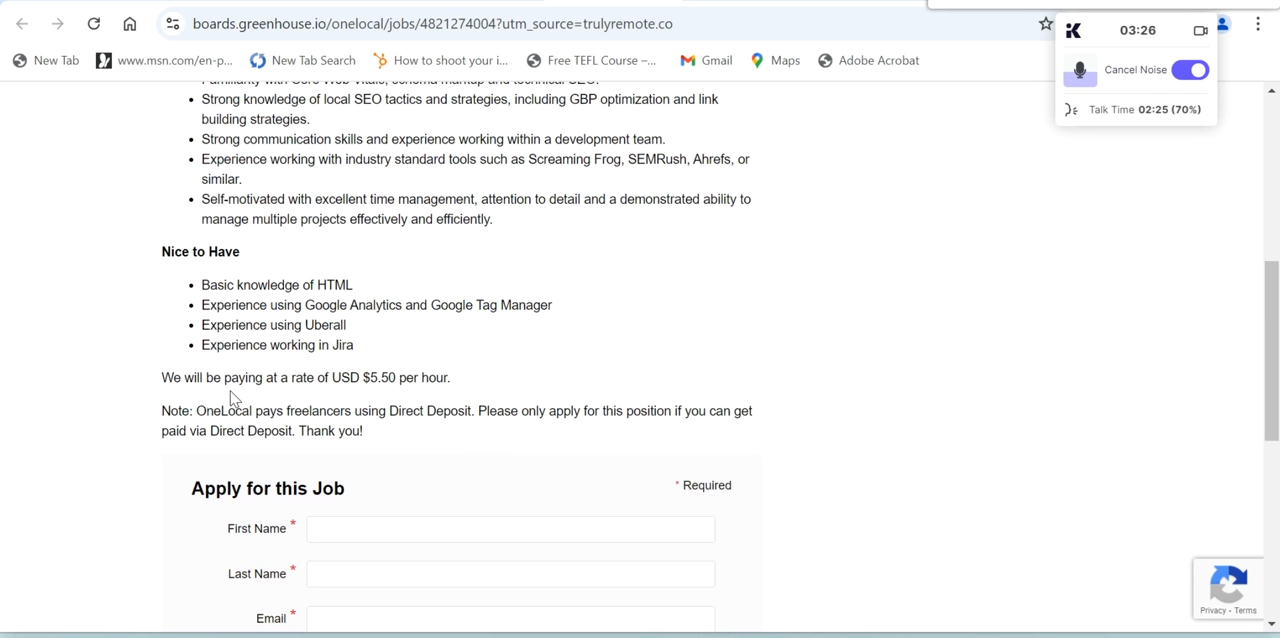 boards.greenhouse.io/onelocal/jobs/4821274004?utm_source=trulyremote.co
03:26
New Tab
www.msn.com/en-p...
New Tab Search
How to shoot your i...
Free TEFL Course –...
Gmail
Maps
Adobe Acrobat
Cancel Noise
Talk Time 02:25 (70%)
• Strong knowledge of local SEO tactics and strategies, including GBP optimization and link
building strategies.
• Strong communication skills and experience working within a development team.
• Experience working with industry standard tools such as Screaming Frog, SEMRush, Ahrefs, or
similar.
• Self-motivated with excellent time management, attention to detail and a demonstrated ability to
manage multiple projects effectively and efficiently.
Nice to Have
• Basic knowledge of HTML
• Experience using Google Analytics and Google Tag Manager
• Experience using Uberall
• Experience working in Jira
We will be paying at a rate of USD $5.50 per hour.
Note: OneLocal pays freelancers using Direct Deposit. Please only apply for this position if you can get
paid via Direct Deposit. Thank you!
Apply for this Job
* Required
First Name *
Last Name *
Email *
Privacy - Terms